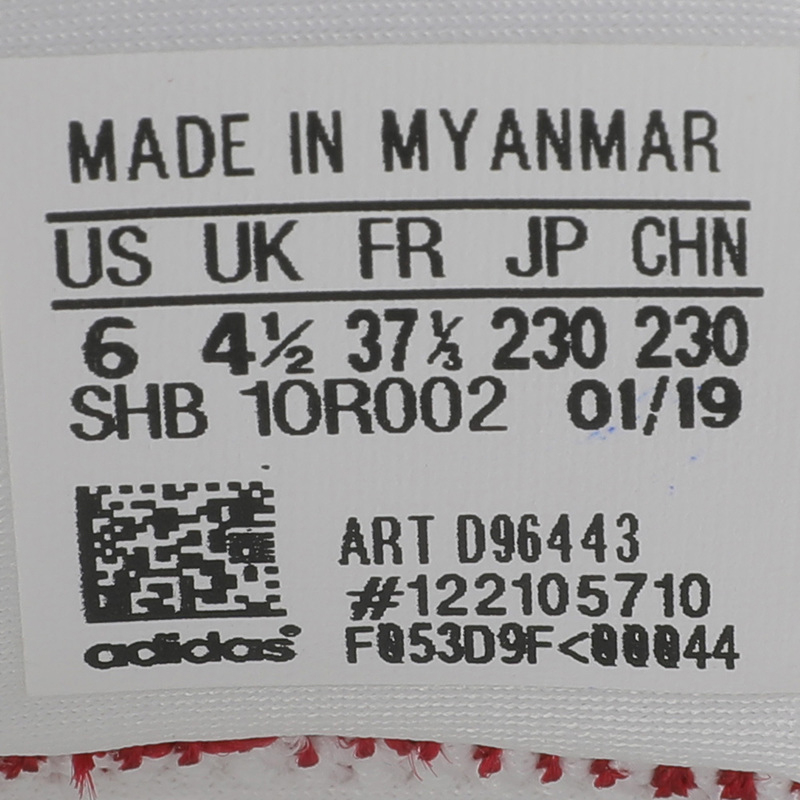 MADE IN MYANMAR
US UK FR JP CHN
6 4½ 37⅓ 230 230
SHB 10R002 01/19
ART D96443
#122105710
F053D9F<00044
adidas